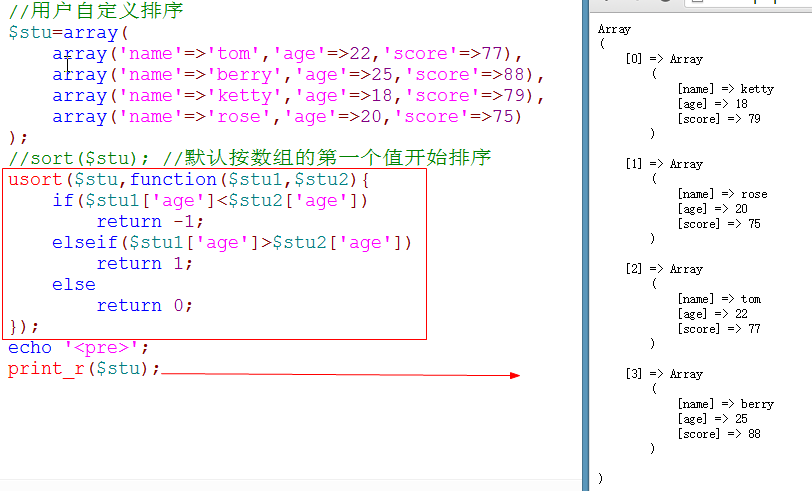 //用户自定义排序
$stu=array(
    array('name'=>'tom','age'=>22,'score'=>77),
    array('name'=>'berry','age'=>25,'score'=>88),
    array('name'=>'ketty','age'=>18,'score'=>79),
    array('name'=>'rose','age'=>20,'score'=>75)
);
//sort($stu); //默认按数组的第一个值开始排序
usort($stu,function($stu1,$stu2){
    if($stu1['age']<$stu2['age'])
        return -1;
    elseif($stu1['age']>$stu2['age'])
        return 1;
    else
        return 0;
});
echo '<pre>';
print_r($stu);
Array
(
    [0] => Array
        (
            [name] => ketty
            [age] => 18
            [score] => 79
        )
    [1] => Array
        (
            [name] => rose
            [age] => 20
            [score] => 75
        )
    [2] => Array
        (
            [name] => tom
            [age] => 22
            [score] => 77
        )
    [3] => Array
        (
            [name] => berry
            [age] => 25
            [score] => 88
        )
)